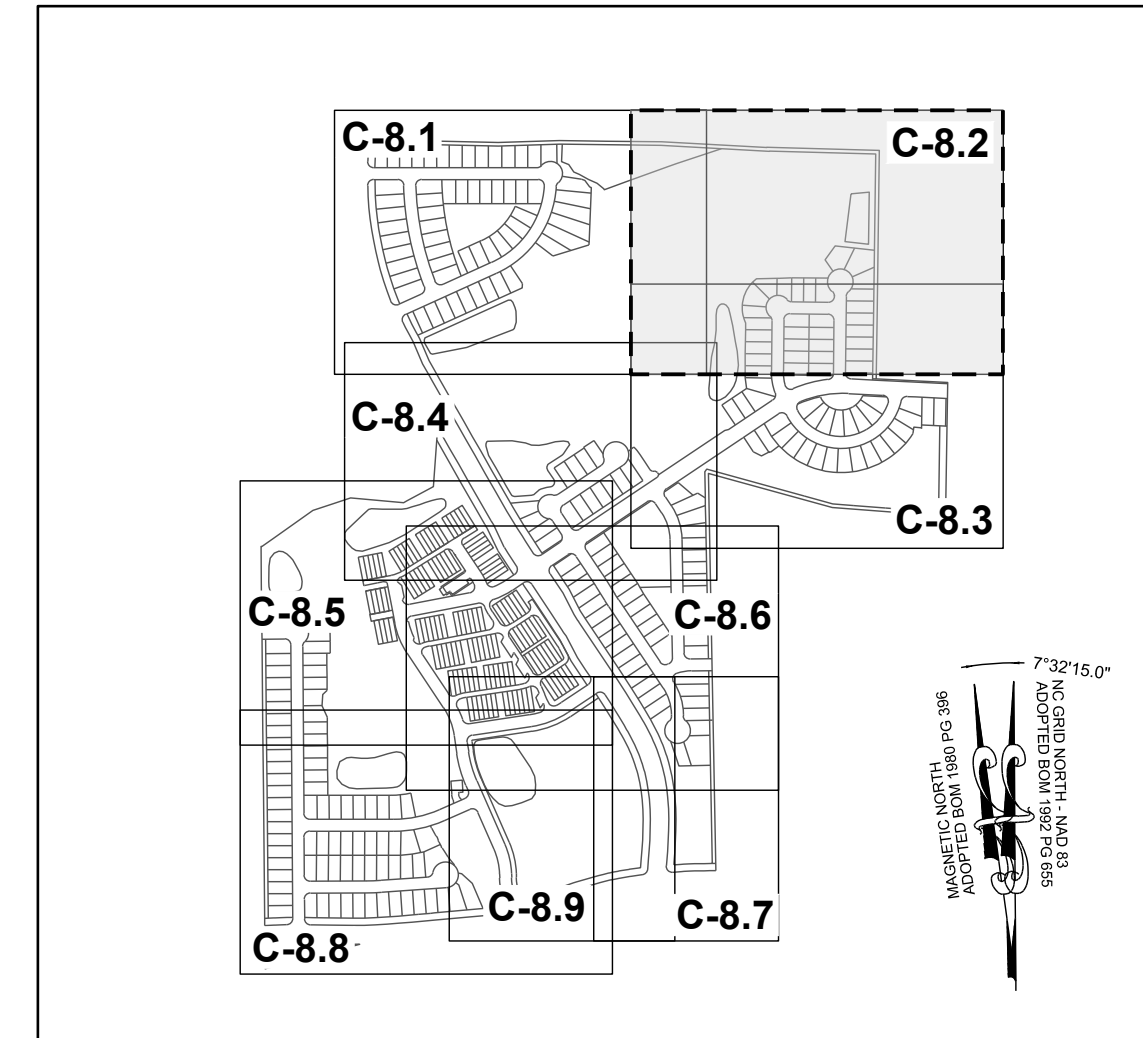 C-8.1
C-8.2
C-8.4
C-8.3
C-8.5
C-8.6
7°32'15.0"
MAGNETIC NORTH
ADOPTED BOM 1980 PG 396
NC GRID NORTH - NAD 83
ADOPTED BOM 1992 PG 655
C-8.9
C-8.7
C-8.8